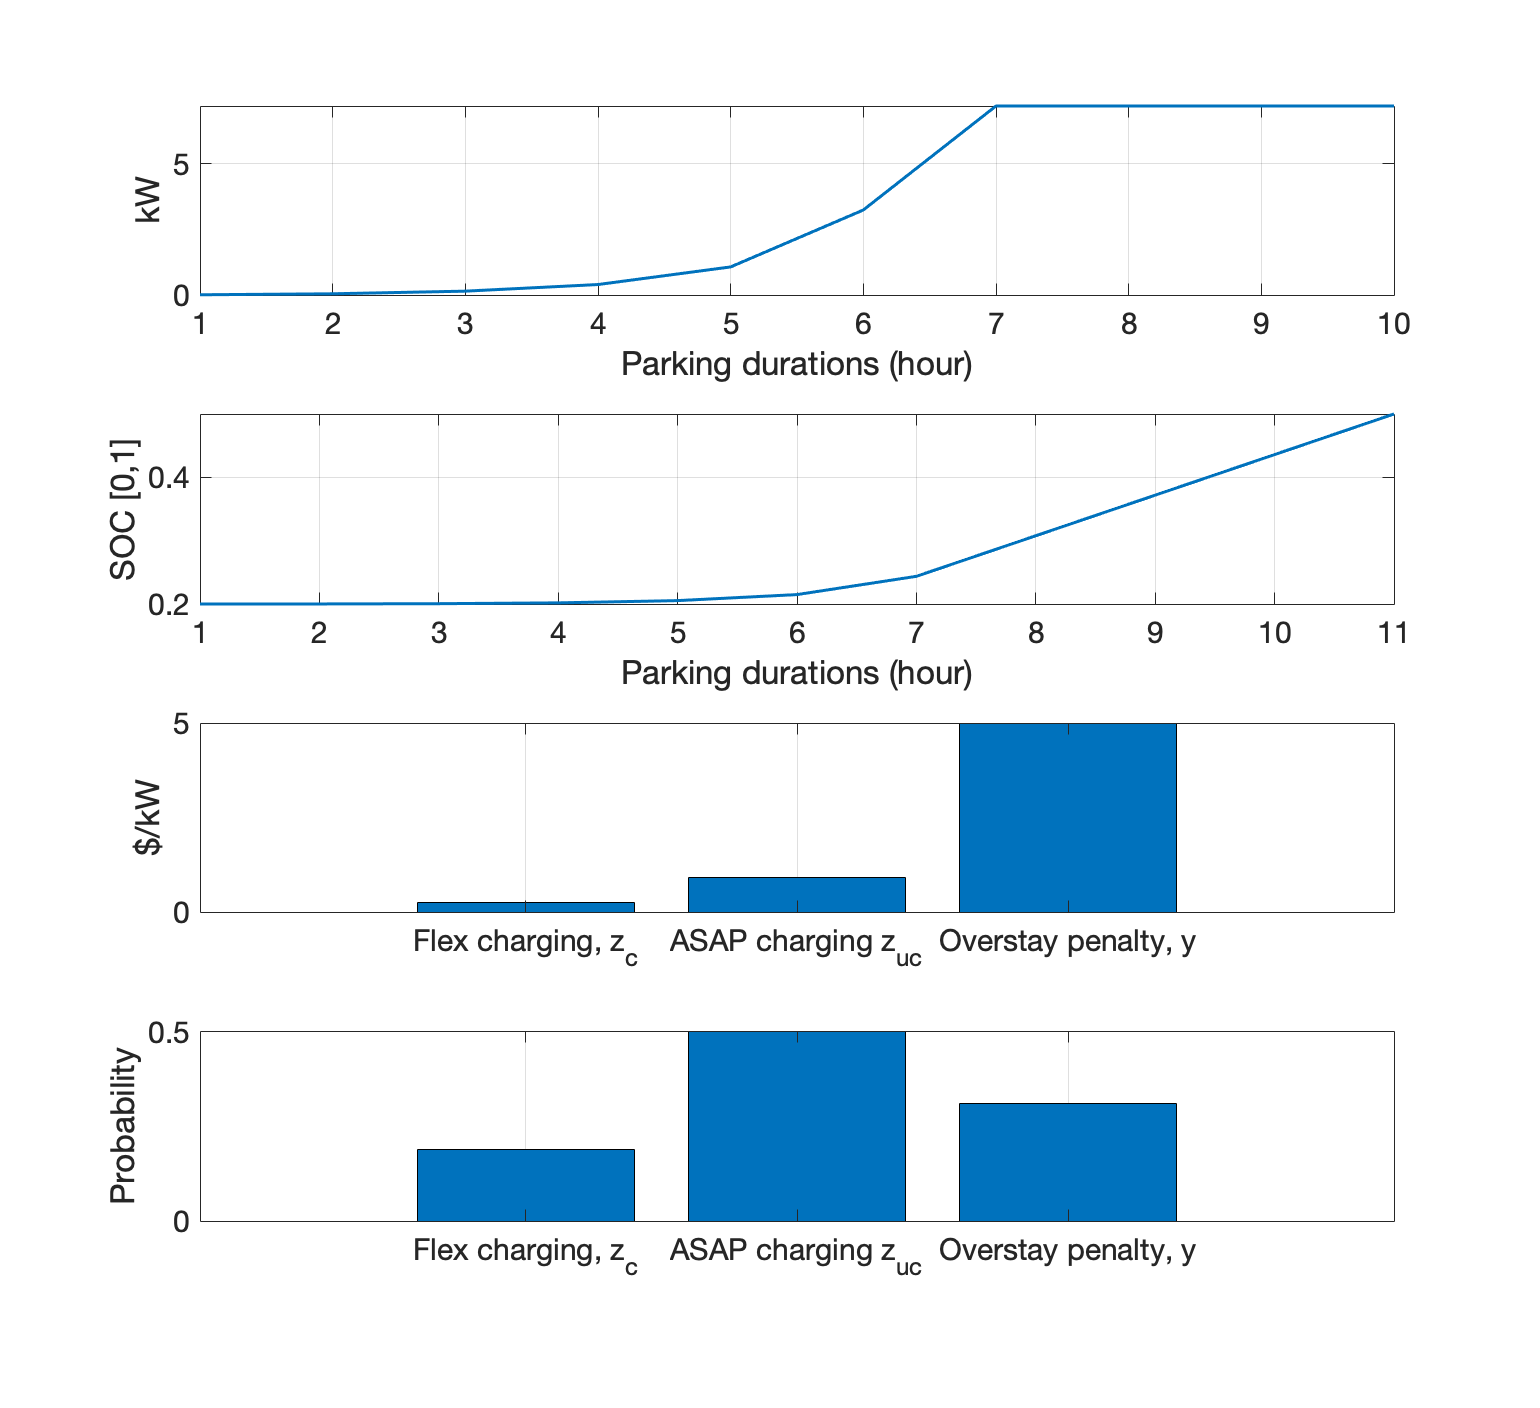 kW
5
0
1 2 3 4 5 6 7 8 9 10
Parking durations (hour)
SOC [0,1]
0.4
0.2
1 2 3 4 5 6 7 8 9 10 11
Parking durations (hour)
$/kW
5
0
Flex charging, z_c ASAP charging z_uc Overstay penalty, y
Probability
0.5
0
Flex charging, z_c ASAP charging z_uc Overstay penalty, y